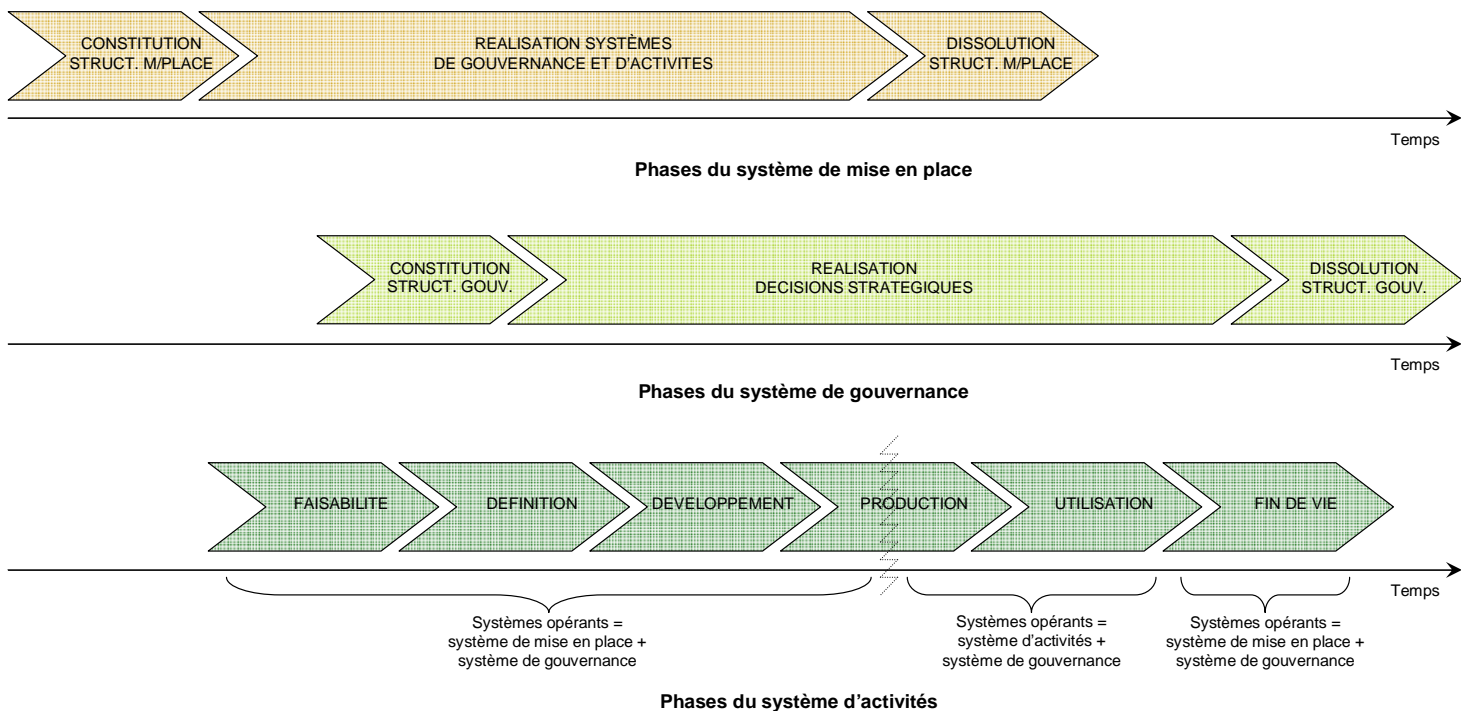 CONSTITUTION
STRUCT. M/PLACE
REALISATION SYSTÈMES
DE GOUVERNANCE ET D'ACTIVITES
DISSOLUTION
STRUCT. M/PLACE
Temps
Phases du système de mise en place
CONSTITUTION
STRUCT. GOUV.
REALISATION
DECISIONS STRATEGIQUES
DISSOLUTION
STRUCT. GOUV.
Temps
Phases du système de gouvernance
FAISABILITE
DEFINITION
DEVELOPPEMENT
PRODUCTION
UTILISATION
FIN DE VIE
Temps
Systèmes opérants =
système de mise en place +
système de gouvernance
Systèmes opérants =
système d'activités +
système de gouvernance
Systèmes opérants =
système de mise en place +
système de gouvernance
Phases du système d'activités